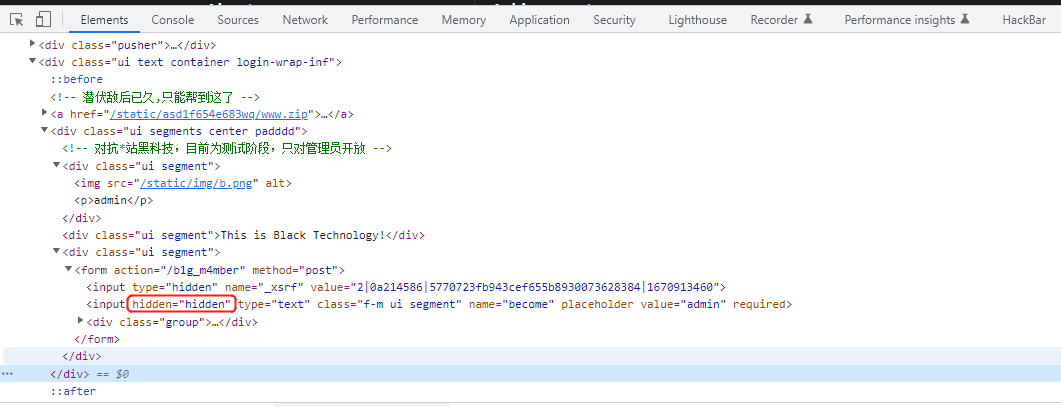 Elements Console Sources Network Performance Memory Application Security Lighthouse Recorder Performance insights HackBar
<div class="pusher">…</div>
<div class="ui text container login-wrap-inf">
::before
<!-- 潜伏敌后已久,只能帮到这了 -->
<a href="/static/asd1f654e683wq/www.zip">…</a>
<div class="ui segments center padddd">
<!-- 对抗*站黑科技，目前为测试阶段，只对管理员开放 -->
<div class="ui segment">
<img src="/static/img/b.png" alt>
<p>admin</p>
</div>
<div class="ui segment">This is Black Technology!</div>
<div class="ui segment">
<form action="/b1g_m4mber" method="post">
<input type="hidden" name="_xsrf" value="2|0a214586|5770723fb943cef655b8930073628384|1670913460">
<input hidden="hidden" type="text" class="f-m ui segment" name="become" placeholder value="admin" required>
<div class="group">…</div>
</form>
</div>
… </div> == $0
::after